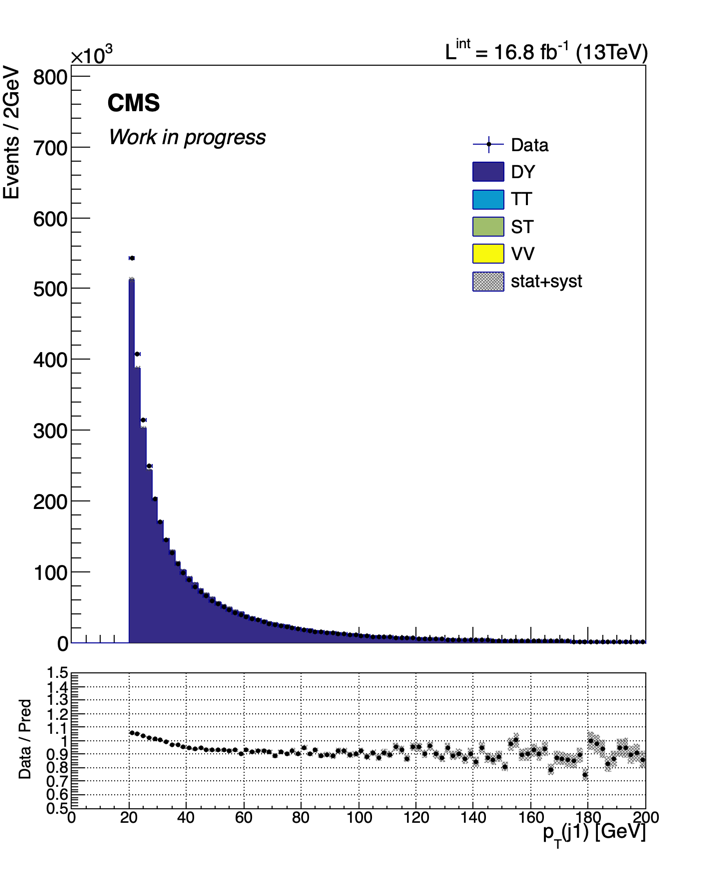 ×10³
L^int = 16.8 fb⁻¹ (13TeV)
Events / 2GeV
800
700
600
500
400
300
200
100
0
CMS
Work in progress
Data
DY
TT
ST
VV
stat+syst
Data / Pred
1.5
1.4
1.3
1.2
1.1
1
0.9
0.8
0.7
0.6
0.5
0 20 40 60 80 100 120 140 160 180 200
p_T(j1) [GeV]